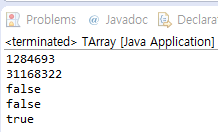 Problems @ Javadoc Declara
<terminated> TArray [Java Application]
1284693
31168322
false
false
true